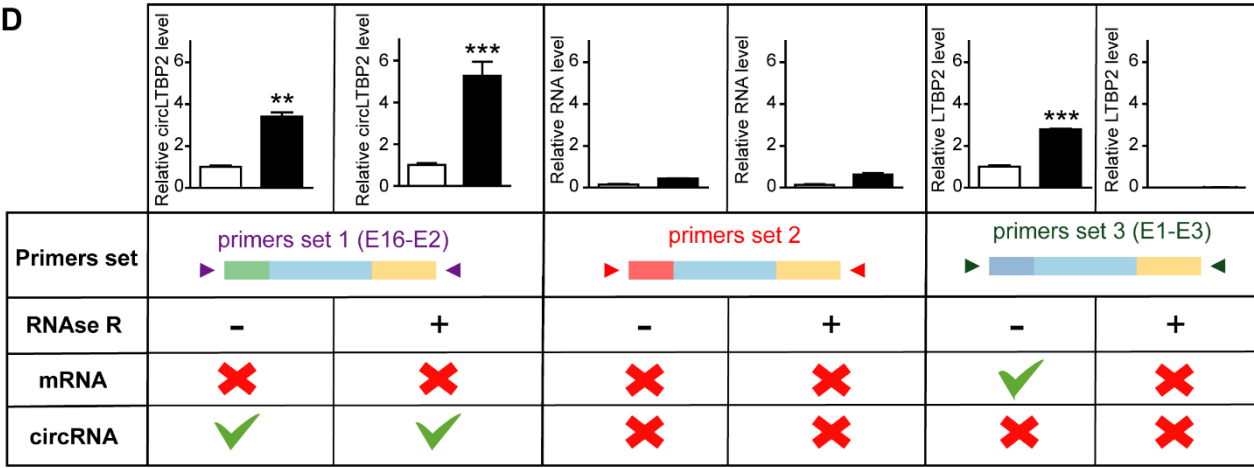 D
Relative circLTBP2 level
6
4
2
0
**
Relative circLTBP2 level
6
4
2
0
***
Relative RNA level
6
4
2
0
Relative RNA level
6
4
2
0
Relative LTBP2 level
6
4
2
0
***
Relative LTBP2 level
6
4
2
0
Primers set
primers set 1 (E16-E2)
primers set 2
primers set 3 (E1-E3)
RNAse R - + - + - +
mRNA
circRNA